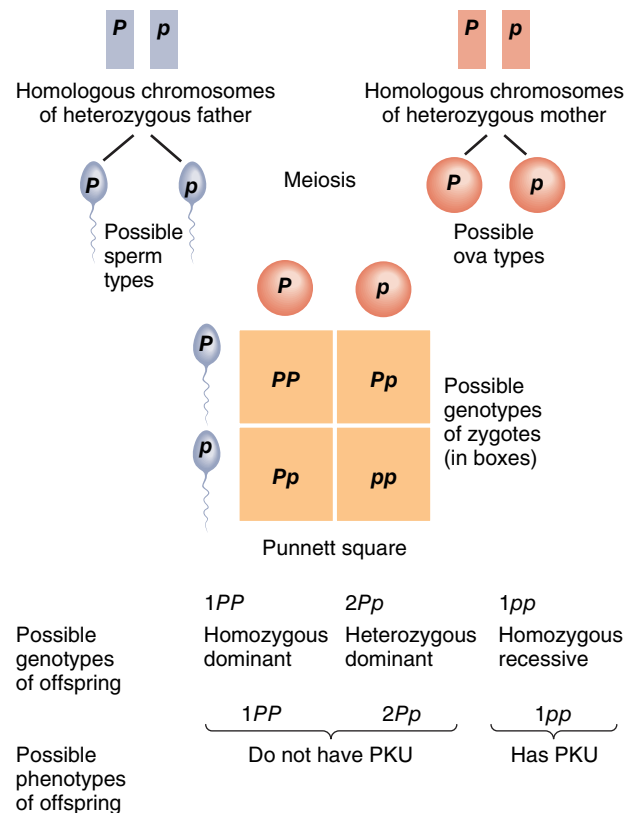 P p
P p
Homologous chromosomes
of heterozygous father
Homologous chromosomes
of heterozygous mother
P p
Meiosis
P p
Possible
sperm
types
Possible
ova types
P p
P
PP Pp
p
Pp pp
Possible
genotypes
of zygotes
(in boxes)
Punnett square
Possible
genotypes
of offspring
1PP
Homozygous
dominant
2Pp
Heterozygous
dominant
1pp
Homozygous
recessive
Possible
phenotypes
of offspring
1PP 2Pp
Do not have PKU
1pp
Has PKU